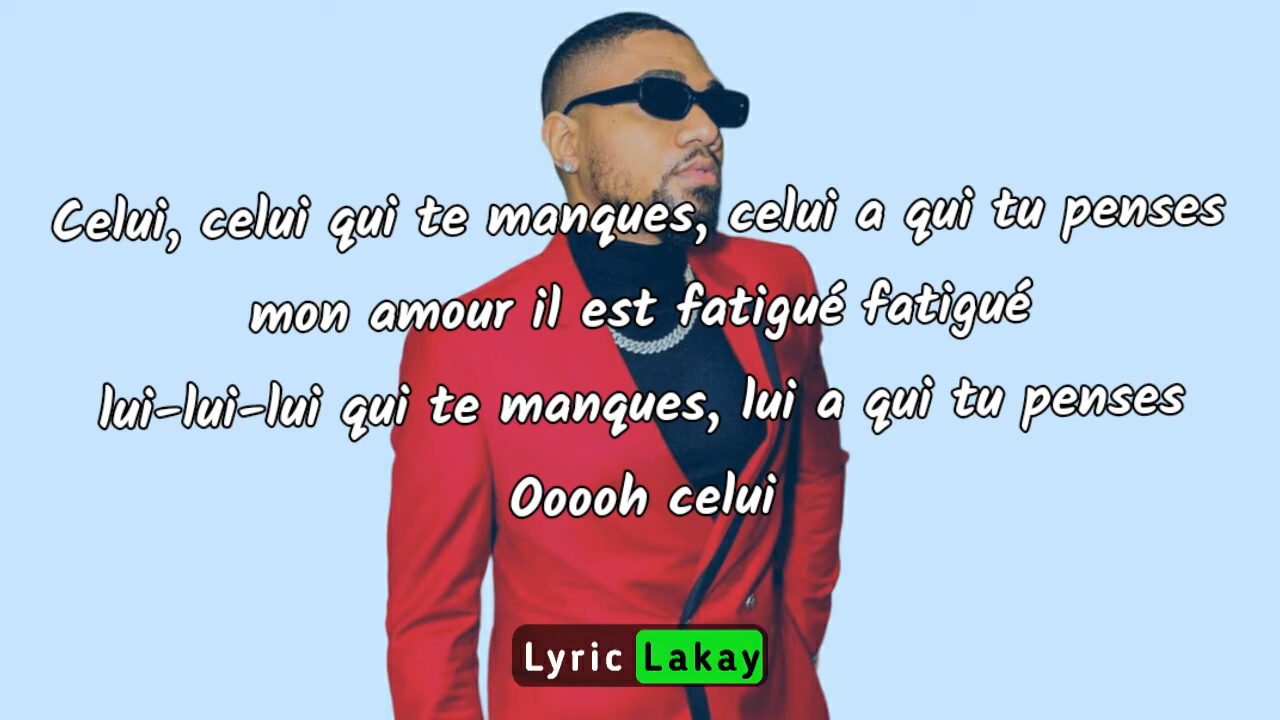 Celui, celui qui te manques, celui a qui tu penses
mon amour il est fatigué fatigué
lui-lui-lui qui te manques, lui a qui tu penses
Ooooh celui
Lyric Lakay